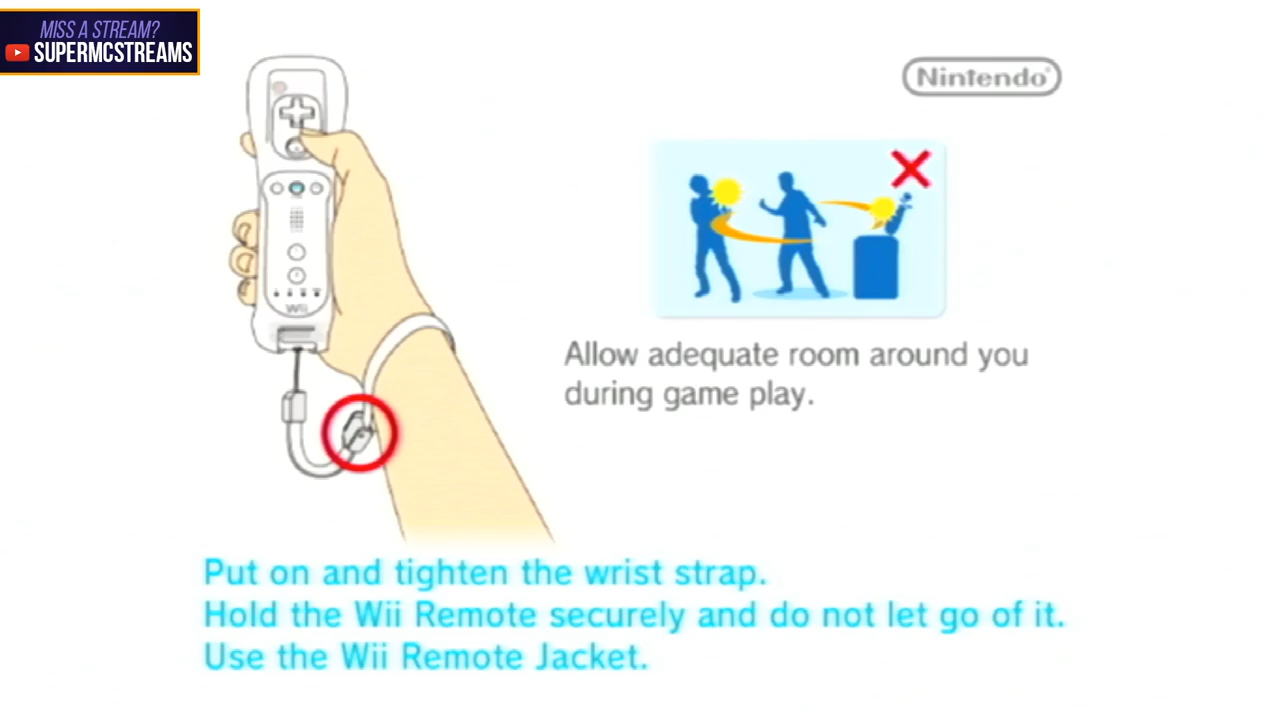 MISS A STREAM?
SUPERMCSTREAMS
Nintendo
Wii
Allow adequate room around you
during game play.
Put on and tighten the wrist strap.
Hold the Wii Remote securely and do not let go of it.
Use the Wii Remote Jacket.